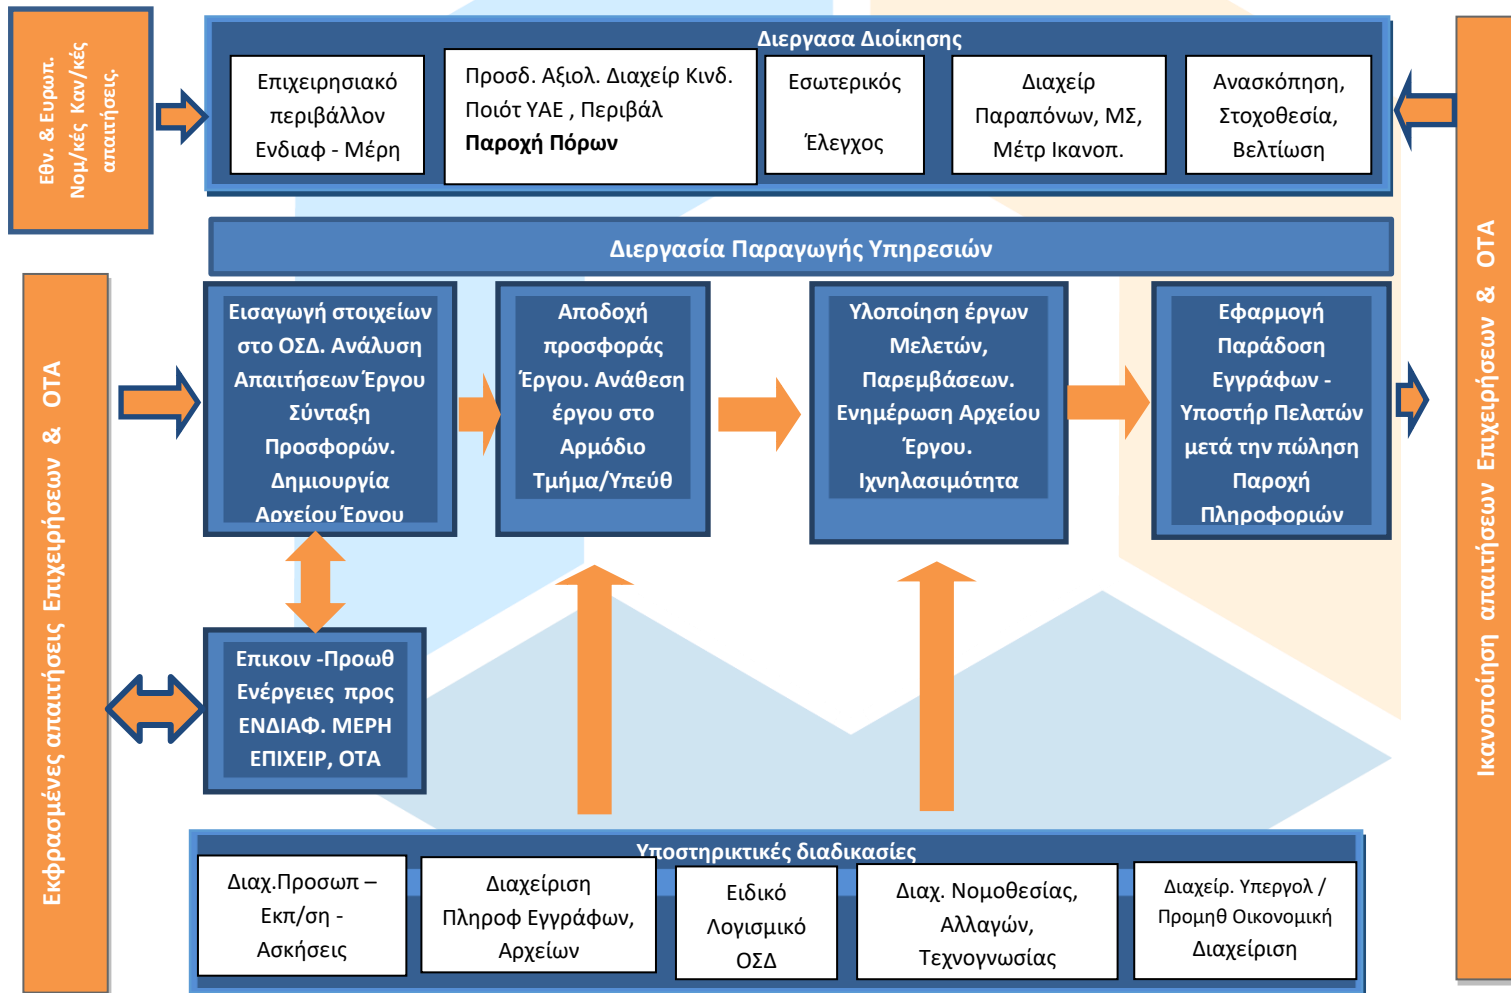 Εθν. & Ευρωπ.
Νομ/κές Καν/κές
απαιτήσεις.
Διεργασα Διοίκησης
Επιχειρησιακό
περιβάλλον
Ενδιαφ - Μέρη
Προσδ. Αξιολ. Διαχείρ Κινδ.
Ποιότ ΥΑΕ , Περιβάλ
Παροχή Πόρων
Εσωτερικός
Έλεγχος
Διαχείρ
Παραπόνων, ΜΣ,
Μέτρ Ικανοπ.
Ανασκόπηση,
Στοχοθεσία,
Βελτίωση
Διεργασία Παραγωγής Υπηρεσιών
Εκφρασμένες απαιτήσεις Επιχειρήσεων & ΟΤΑ
Εισαγωγή στοιχείων
στο ΟΣΔ. Ανάλυση
Απαιτήσεων Έργου
Σύνταξη
Προσφορών.
Δημιουργία
Αρχείου Έργου
Αποδοχή
προσφοράς
Έργου. Ανάθεση
έργου στο
Αρμόδιο
Τμήμα/Υπεύθ
Υλοποίηση έργων
Μελετών,
Παρεμβάσεων.
Ενημέρωση Αρχείου
Έργου.
Ιχνηλασιμότητα
Εφαρμογή
Παράδοση
Εγγράφων -
Υποστήρ Πελατών
μετά την πώληση
Παροχή
Πληροφοριών
Ικανοποίηση απαιτήσεων Επιχειρήσεων & ΟΤΑ
Επικοιν -Προωθ
Ενέργειες προς
ΕΝΔΙΑΦ. ΜΕΡΗ
ΕΠΙΧΕΙΡ, ΟΤΑ
Υποστηρικτικές διαδικασίες
Διαχ.Προσωπ –
Εκπ/ση -
Ασκήσεις
Διαχείριση
Πληροφ Εγγράφων,
Αρχείων
Ειδικό
Λογισμικό
ΟΣΔ
Διαχ. Νομοθεσίας,
Αλλαγών,
Τεχνογνωσίας
Διαχείρ. Υπεργολ /
Προμηθ Οικονομική
Διαχείριση